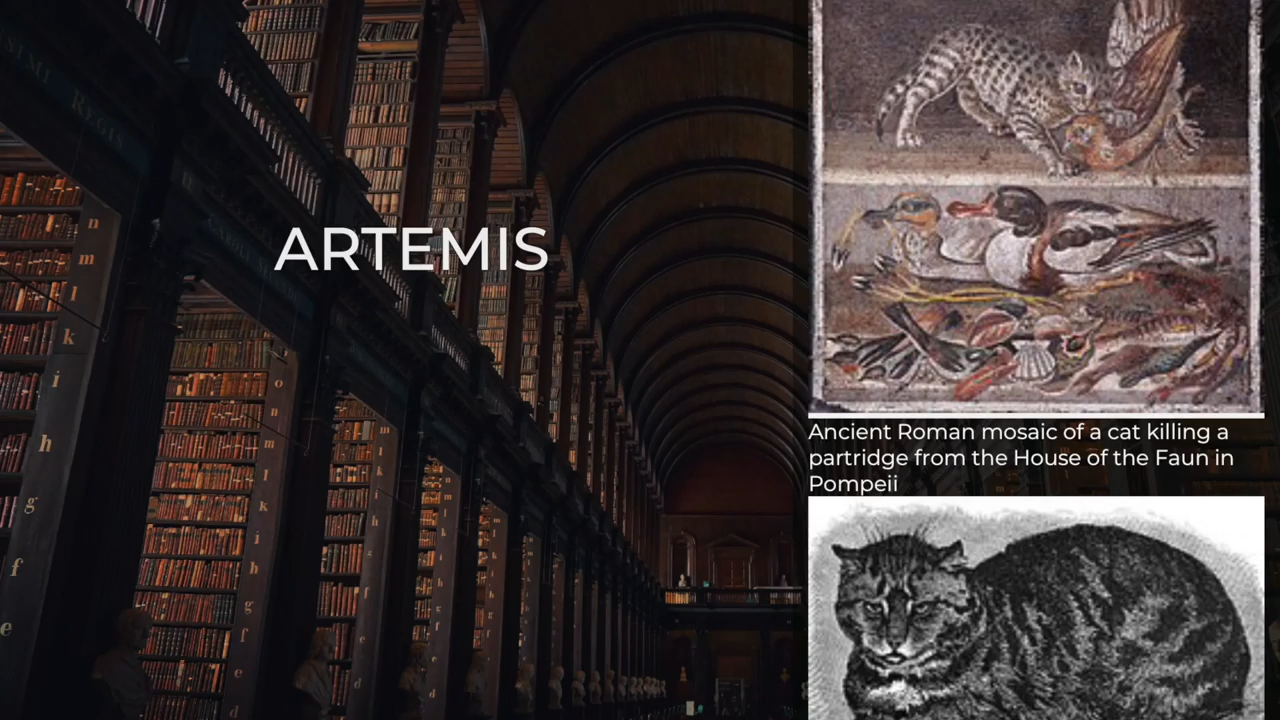 ARTEMIS
Ancient Roman mosaic of a cat killing a
partridge from the House of the Faun in
Pompeii
n
m
l
k
i
h
g
f
e
o
n
m
l
k
i
h
g
f
e
d